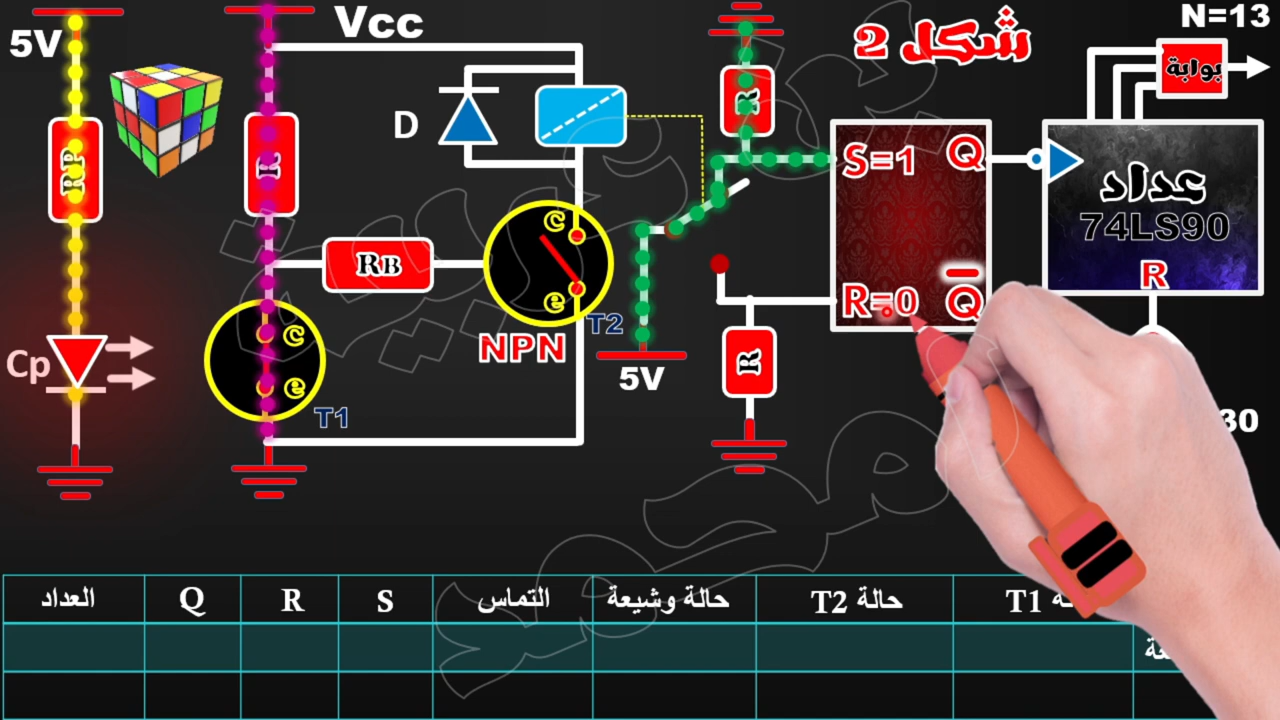 5V
Vcc
شكل 2
N=13
بوابة
RP
R
D
R
S=1
Q
عداد
74LS90
RB
c
e
T2
NPN
R
R=0
Q
5V
R
Cp
c
e
T1
30
العداد
Q
R
S
التماس
حالة وشيعة
حالة T2
T1